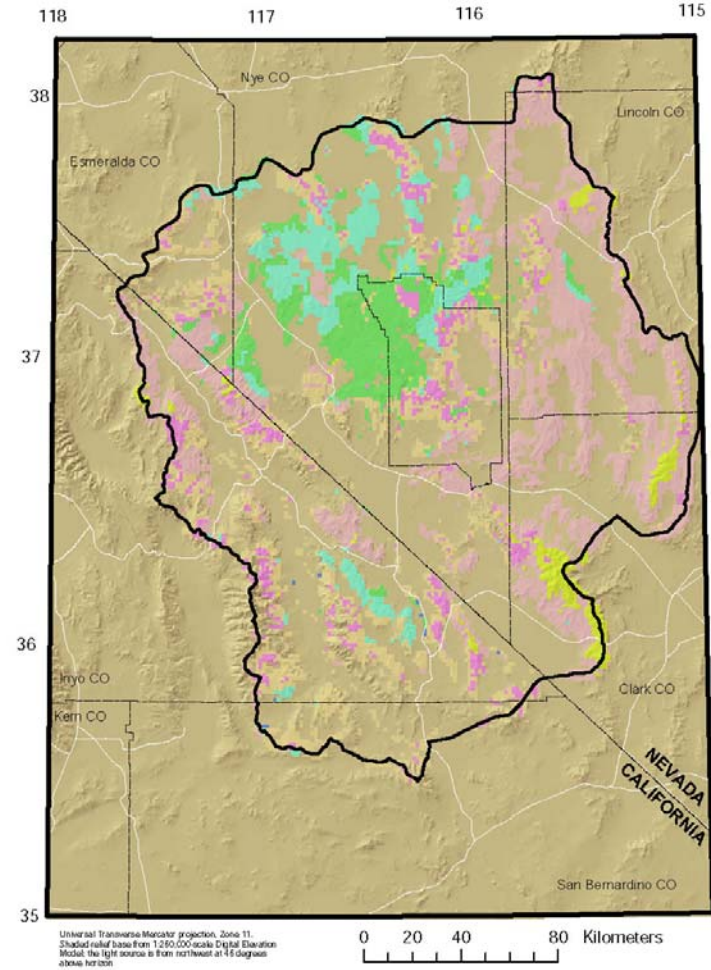 118 117 116 115
38
Nye CO
Lincoln CO
Esmeralda CO
37
36
Inyo CO
Clark CO
Kern CO
NEVADA
CALIFORNIA
San Bernardino CO
35
Universal Transverse Mercator projection, Zone 11.
Shaded relief base from 1:250,000-scale Digital Elevation
Model; the light source is from northwest at 45 degrees
above horizon
0 20 40 80 Kilometers